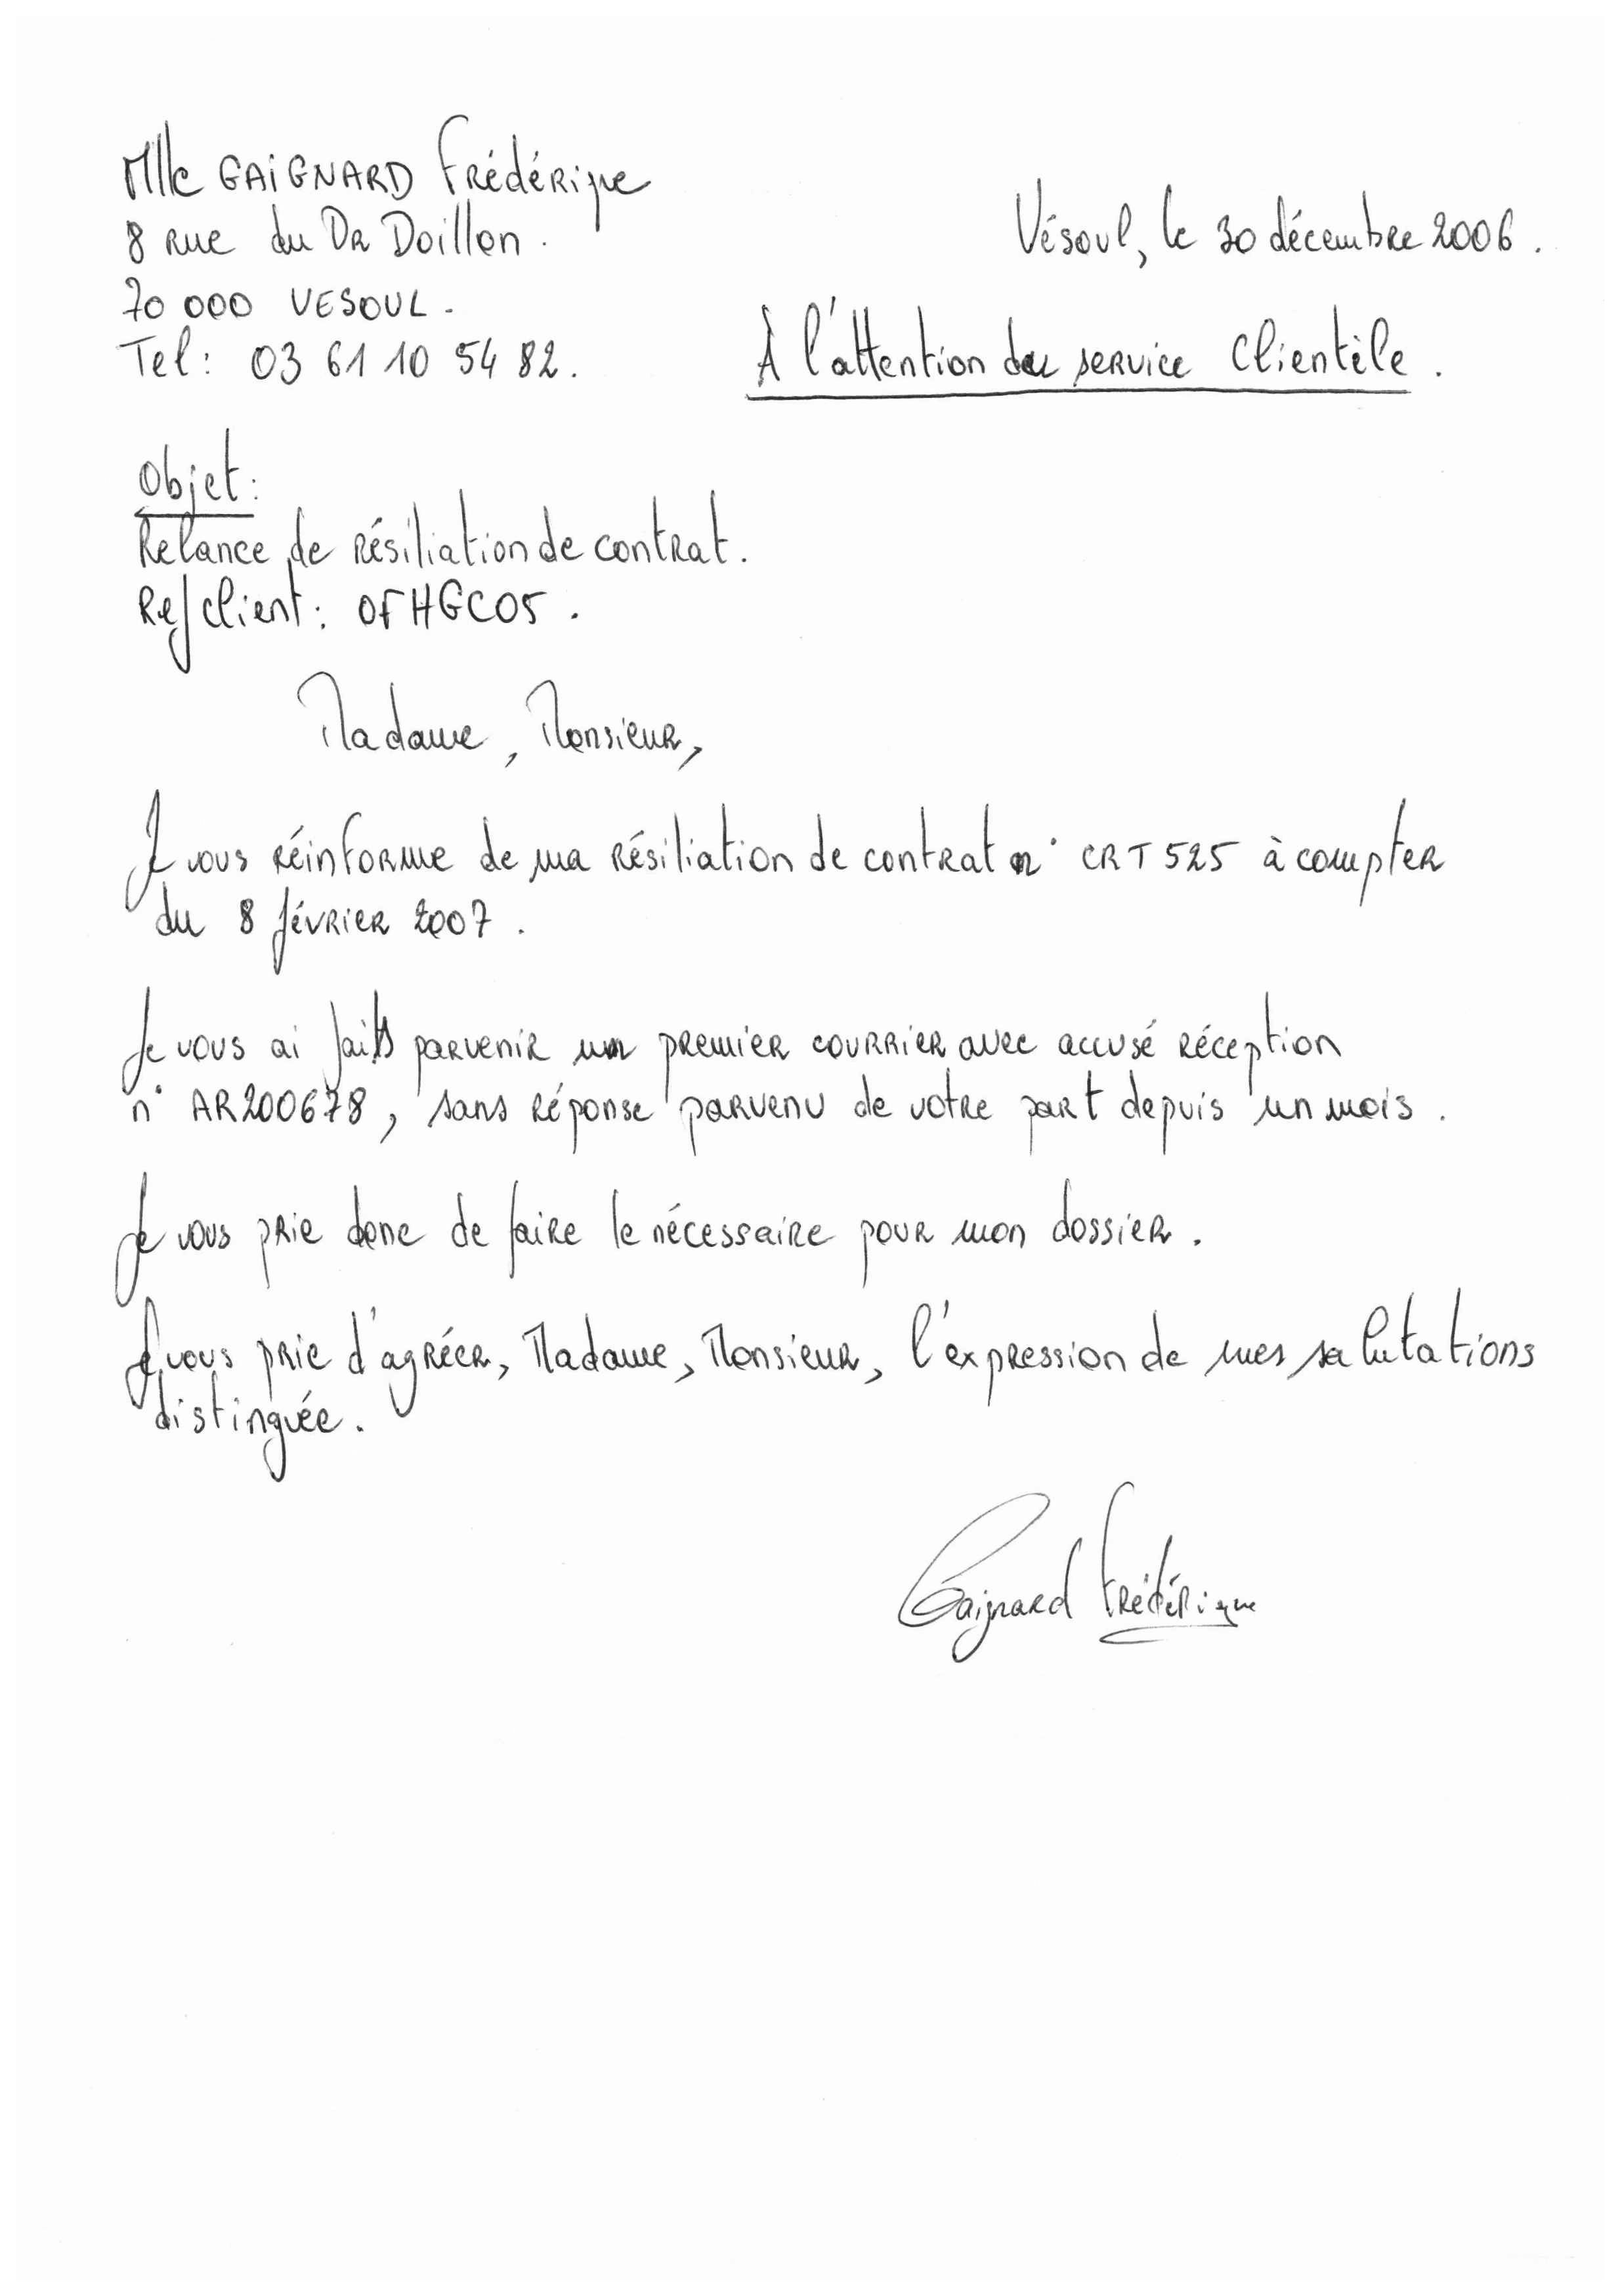 Mlle GAiGNARD Frédérique
8 rue du Dr Doillon.
70 000 VESOUL.
Tel: 03 61 10 54 82.
Vésoul, le 30 décembre 2006.
À l'attention du service Clientèle.
Objet:
Relance de résiliation de contrat.
Ref client: OFHGC05.
Madame, Monsieur,
Je vous réinforme de ma résiliation de contrat n° CRT525 à compter
du 8 février 2007.
Je vous ai fait parvenir un premier courrier avec accusé réception
n° AR200678, sans réponse parvenu de votre part depuis un mois.
Je vous prie donc de faire le nécessaire pour mon dossier.
Je vous prie d'agréer, Madame, Monsieur, l'expression de mes salutations
distinguée.
Gaignard Frédérique